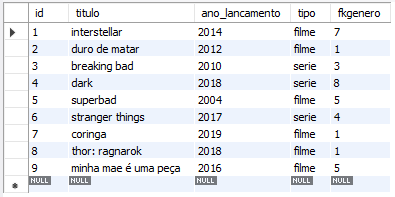 id titulo ano_lancamento tipo fkgenero
1 interstellar 2014 filme 7
2 duro de matar 2012 filme 1
3 breaking bad 2010 serie 3
4 dark 2018 serie 8
5 superbad 2004 filme 5
6 stranger things 2017 serie 4
7 coringa 2019 filme 1
8 thor: ragnarok 2018 filme 1
9 minha mae é uma peça 2016 filme 5
NULL NULL NULL NULL NULL